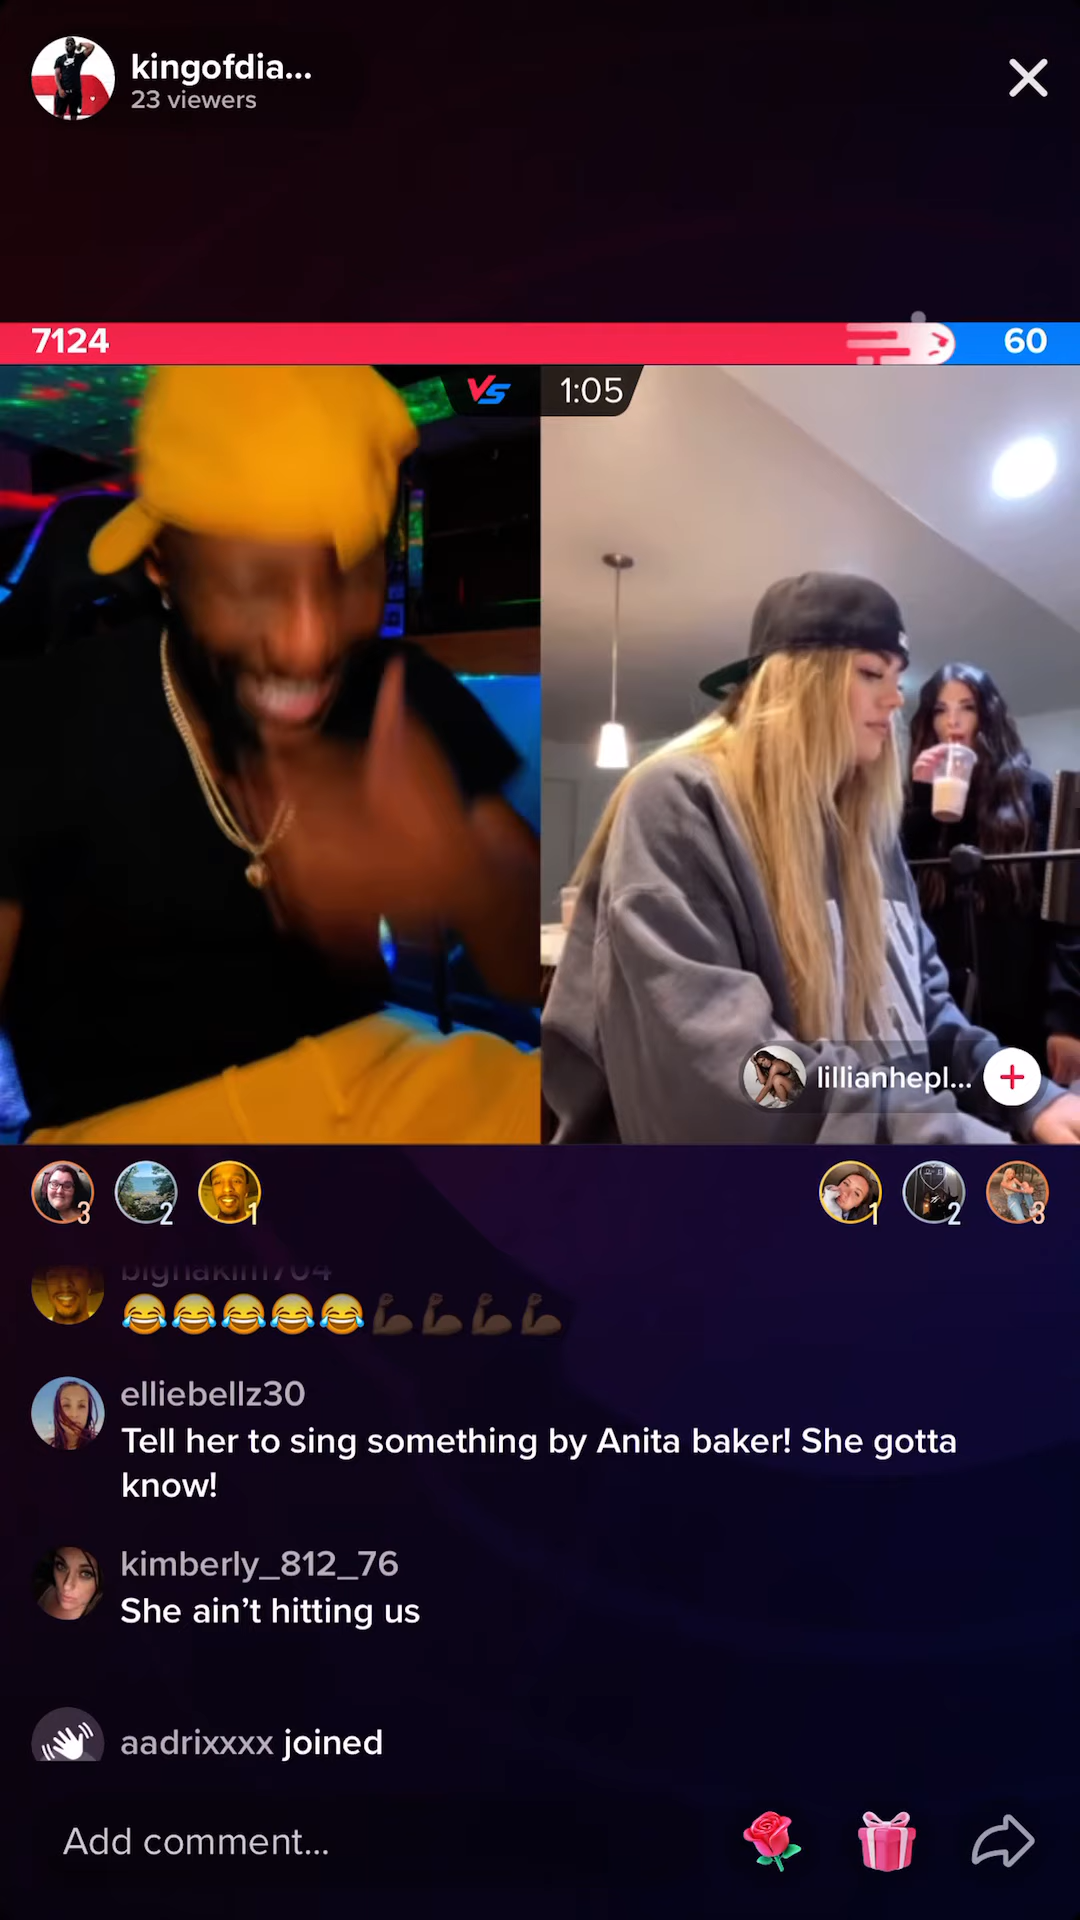 kingofdia...
23 viewers
7124
60
VS
1:05
lillianhepl...
3
2
1
1
2
3
bighakim704
😂😂😂😂😂💪🏿💪🏿💪🏿💪🏿
elliebellz30
Tell her to sing something by Anita baker! She gotta
know!
kimberly_812_76
She ain’t hitting us
aadrixxxx joined
Add comment...